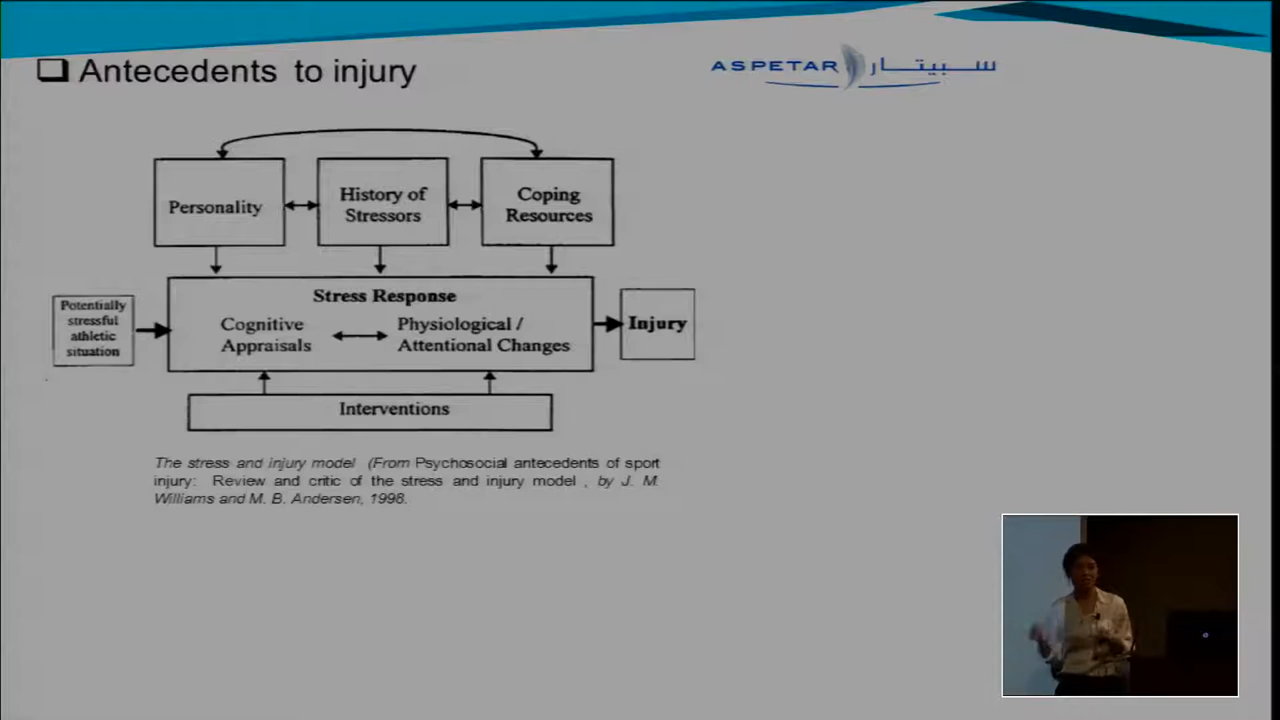 Antecedents to injury
ASPETAR سبيتار
Personality
History of
Stressors
Coping
Resources
Potentially
stressful
athletic
situation
Stress Response
Cognitive
Appraisals
Physiological /
Attentional Changes
Injury
Interventions
The stress and injury model (From Psychosocial antecedents of sport
injury: Review and critic of the stress and injury model , by J. M.
Williams and M. B. Andersen, 1998.